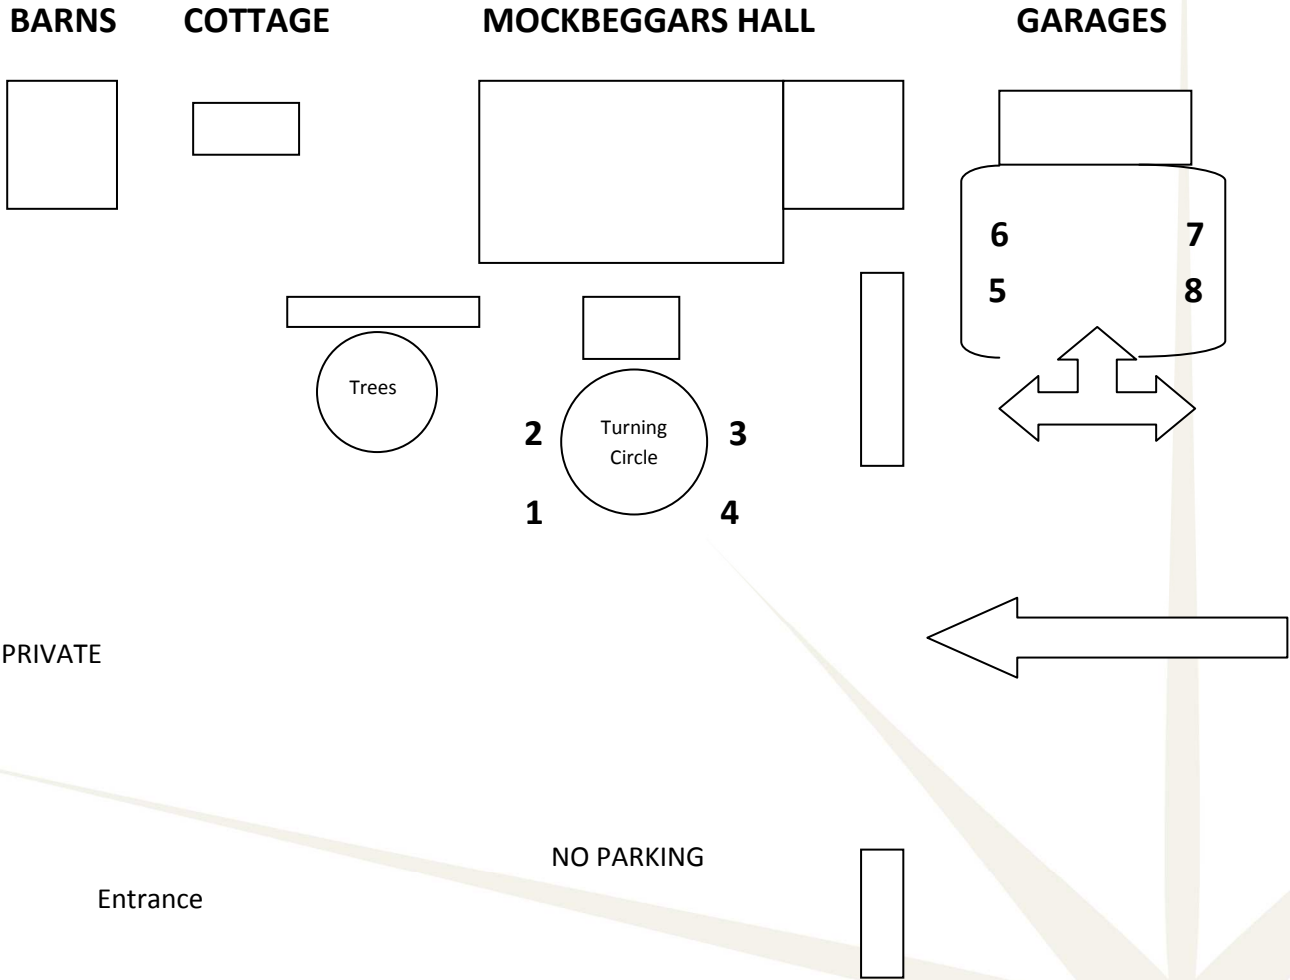 BARNS COTTAGE MOCKBEGGARS HALL GARAGES
6 7
5 8
Trees
2 Turning 3
Circle
1 4
PRIVATE
NO PARKING
Entrance